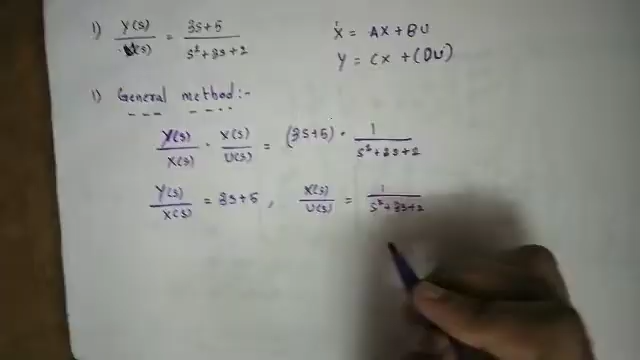 1) Y(s)/U(s) = 3s+5/s²+3s+2
Ẋ = AX + BU
Y = CX + (DU)
1) General method:-
Y(s)/X(s) · X(s)/U(s) = (3s+5) · 1/s²+3s+2
Y(s)/X(s) = 3s+5, X(s)/U(s) = 1/s²+3s+2